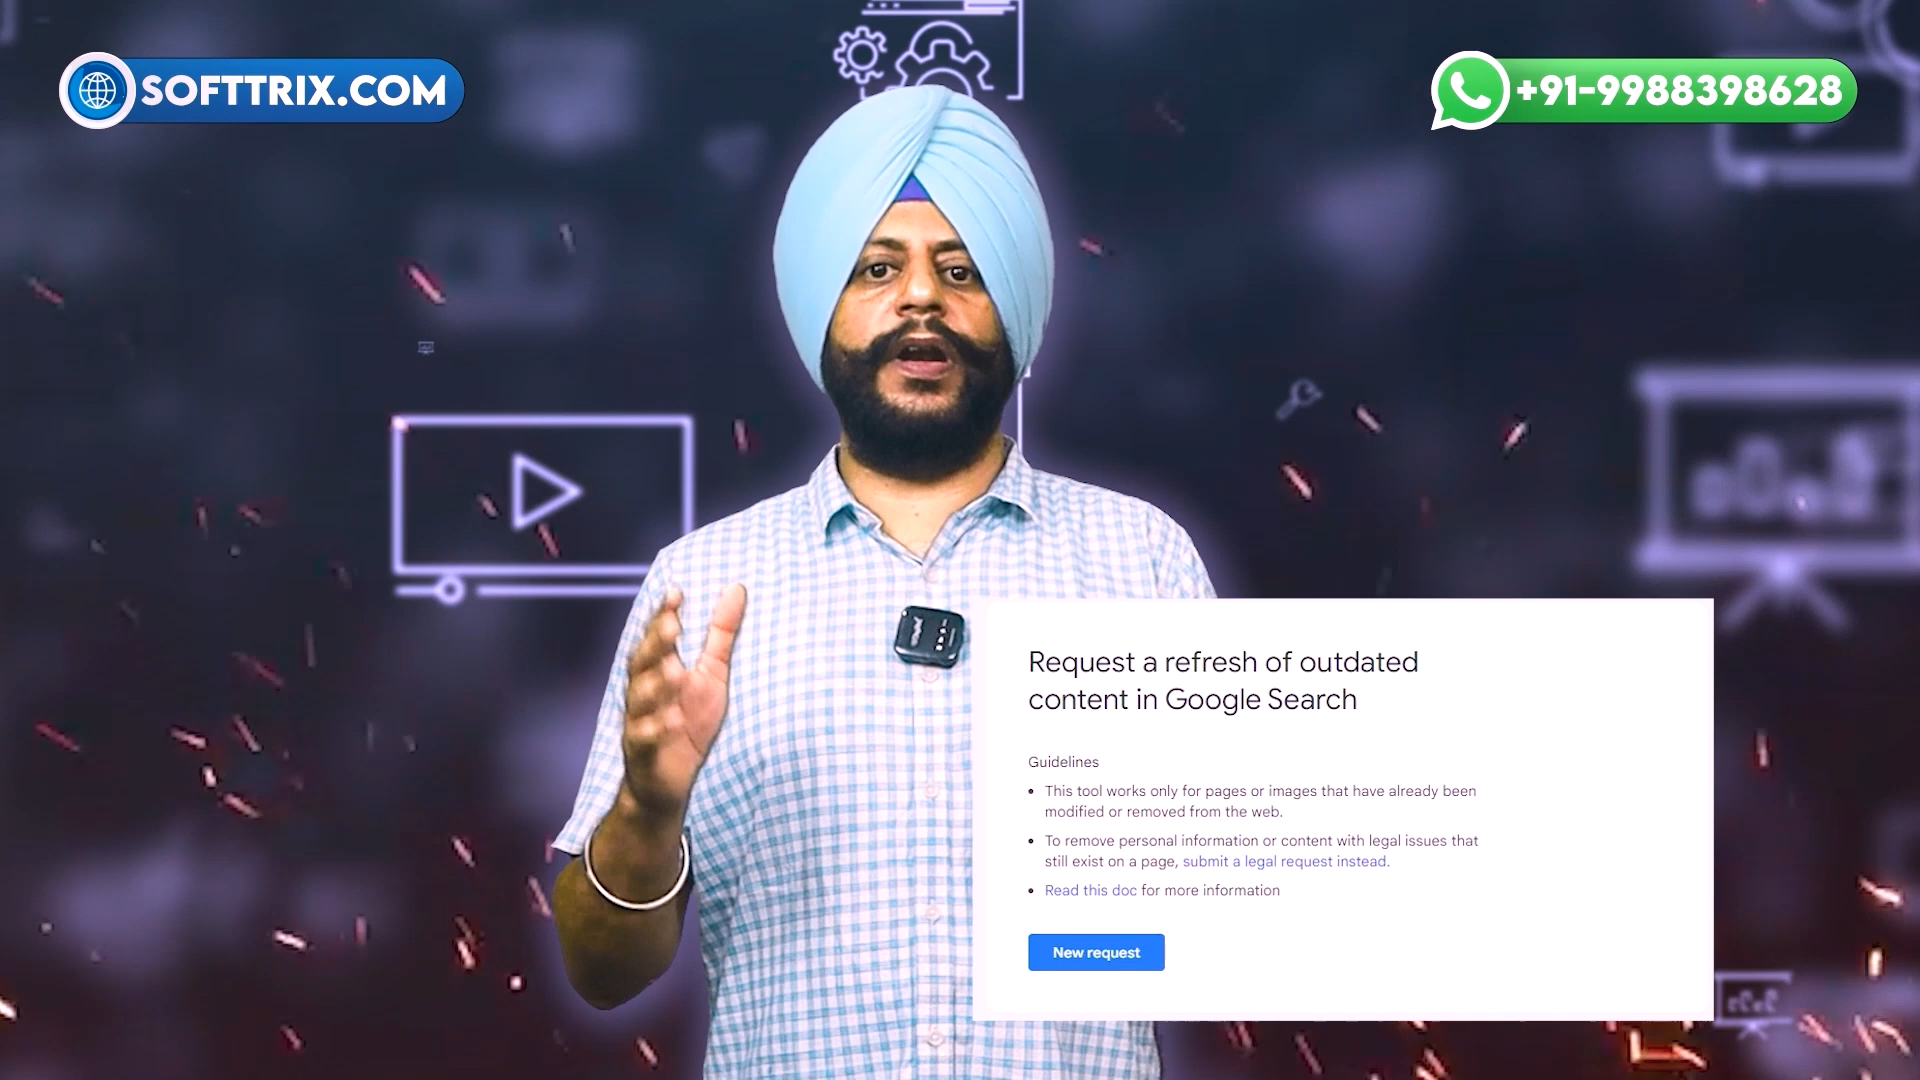 SOFTTRIX.COM
+91-9988398628
Request a refresh of outdated
content in Google Search
Guidelines
• This tool works only for pages or images that have already been
modified or removed from the web.
• To remove personal information or content with legal issues that
still exist on a page, submit a legal request instead.
• Read this doc for more information
New request